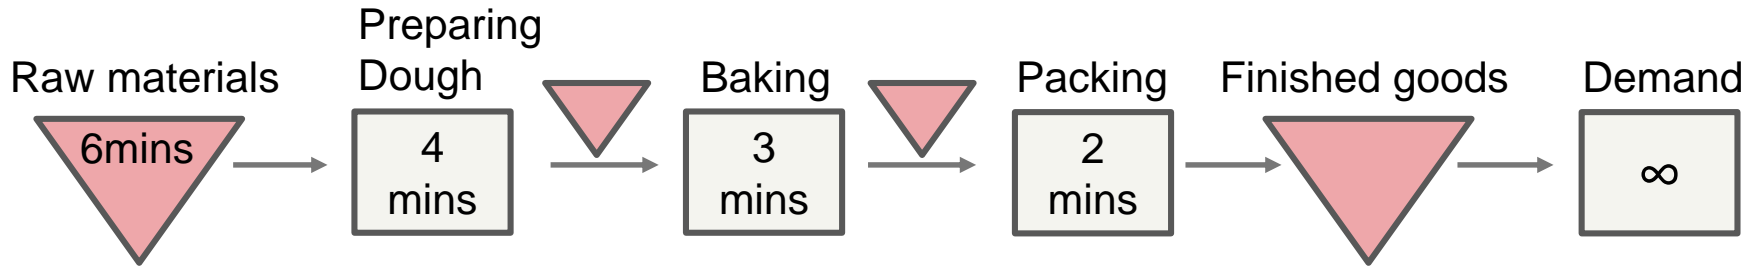 Raw materials
6mins
Preparing
Dough
4
mins
Baking
3
mins
Packing
2
mins
Finished goods
Demand
∞